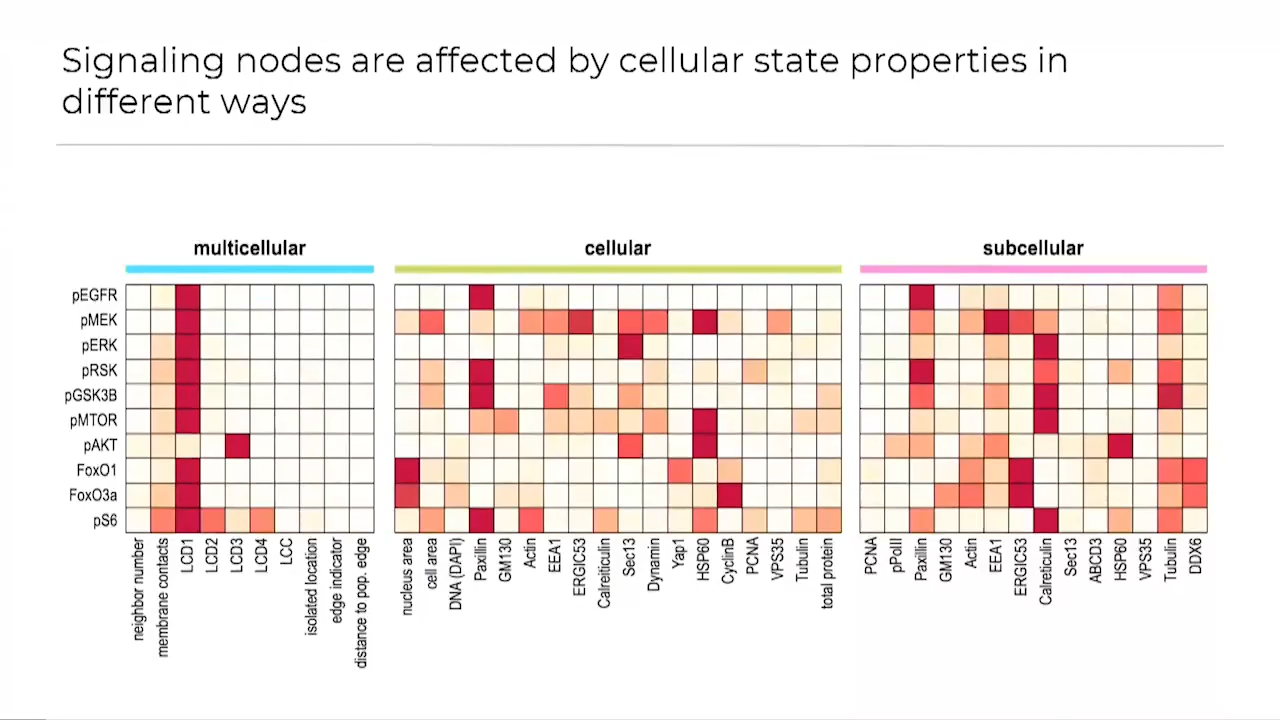 Signaling nodes are affected by cellular state properties in
different ways
multicellular
cellular
subcellular
pEGFR
pMEK
pERK
pRSK
pGSK3B
pMTOR
pAKT
FoxO1
FoxO3a
pS6
neighbor number
membrane contacts
LCD1
LCD2
LCD3
LCD4
LCC
isolated location
edge indicator
distance to pop. edge
nucleus area
cell area
DNA (DAPI)
Paxillin
GM130
Actin
EEA1
ERGIC53
Calreiticulin
Sec13
Dynamin
Yap1
HSP60
CyclinB
PCNA
VPS35
Tubulin
total protein
PCNA
pPolII
Paxillin
GM130
Actin
EEA1
ERGIC53
Calreticulin
Sec13
ABCD3
HSP60
VPS35
Tubulin
DDX6